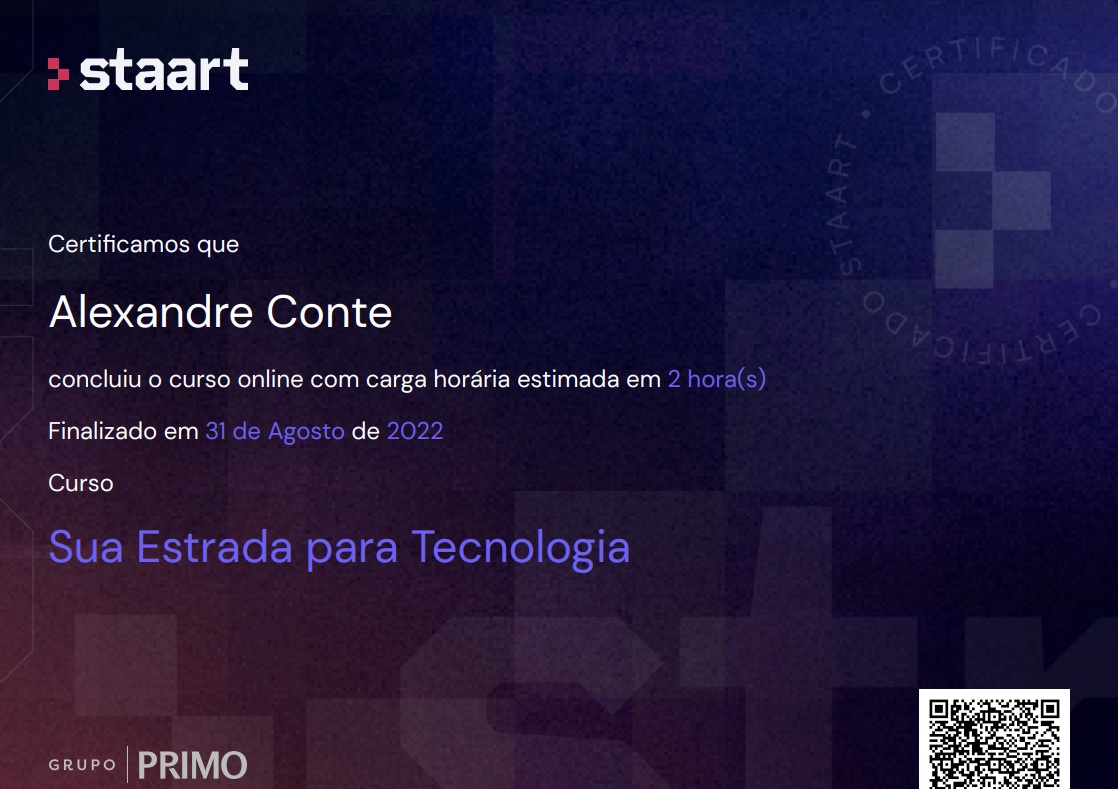 staart
CERTIFICADO • STAART • CERTIFICADO
Certificamos que
Alexandre Conte
concluiu o curso online com carga horária estimada em 2 hora(s)
Finalizado em 31 de Agosto de 2022
Curso
Sua Estrada para Tecnologia
GRUPO PRIMO